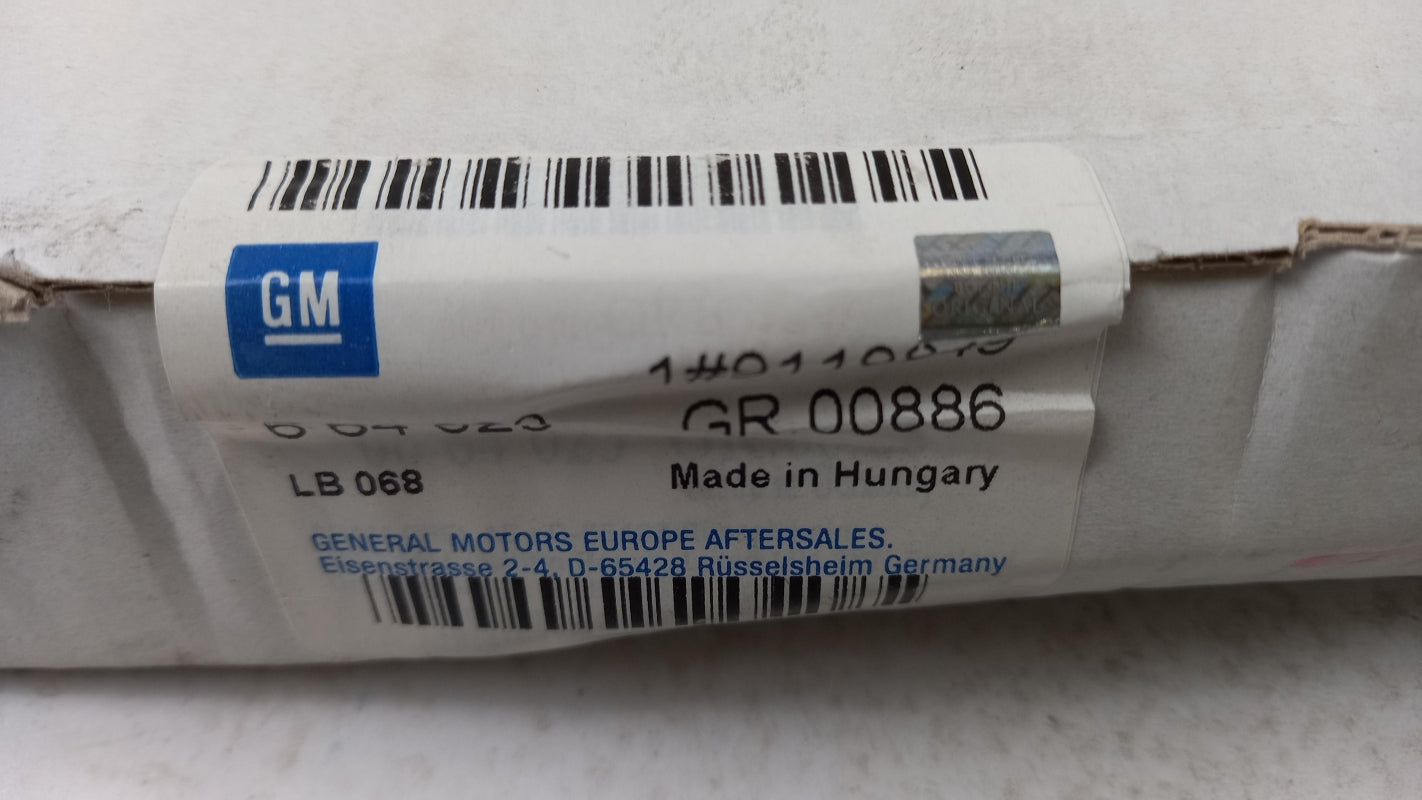 GM
GR 00886
LB 068
Made in Hungary
GENERAL MOTORS EUROPE AFTERSALES.
Eisenstrasse 2-4, D-65428 Rüsselsheim Germany